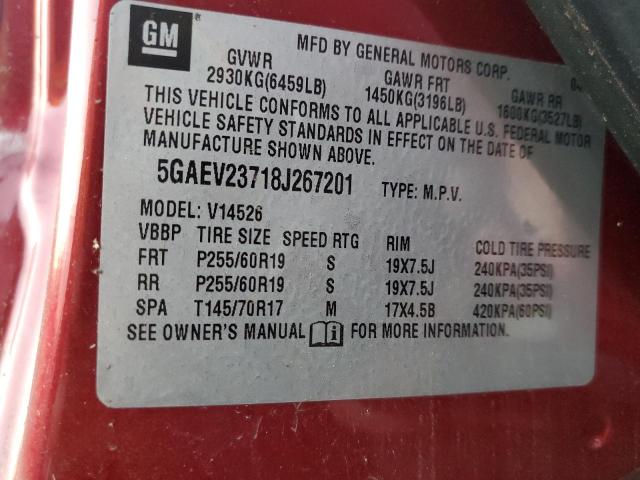 GM
MFD BY GENERAL MOTORS CORP.
GVWR GAWR FRT GAWR RR
2930KG(6459LB) 1450KG(3196LB) 1600KG(3527LB)
THIS VEHICLE CONFORMS TO ALL APPLICABLE U.S. FEDERAL MOTOR
VEHICLE SAFETY STANDARDS IN EFFECT ON THE DATE OF
MANUFACTURE SHOWN ABOVE.
5GAEV23718J267201 TYPE: M.P.V.
MODEL: V14526
VBBP TIRE SIZE SPEED RTG RIM COLD TIRE PRESSURE
FRT P255/60R19 S 19X7.5J 240KPA(35PSI)
RR P255/60R19 S 19X7.5J 240KPA(35PSI)
SPA T145/70R17 M 17X4.5B 420KPA(60PSI)
SEE OWNER'S MANUAL FOR MORE INFORMATION.